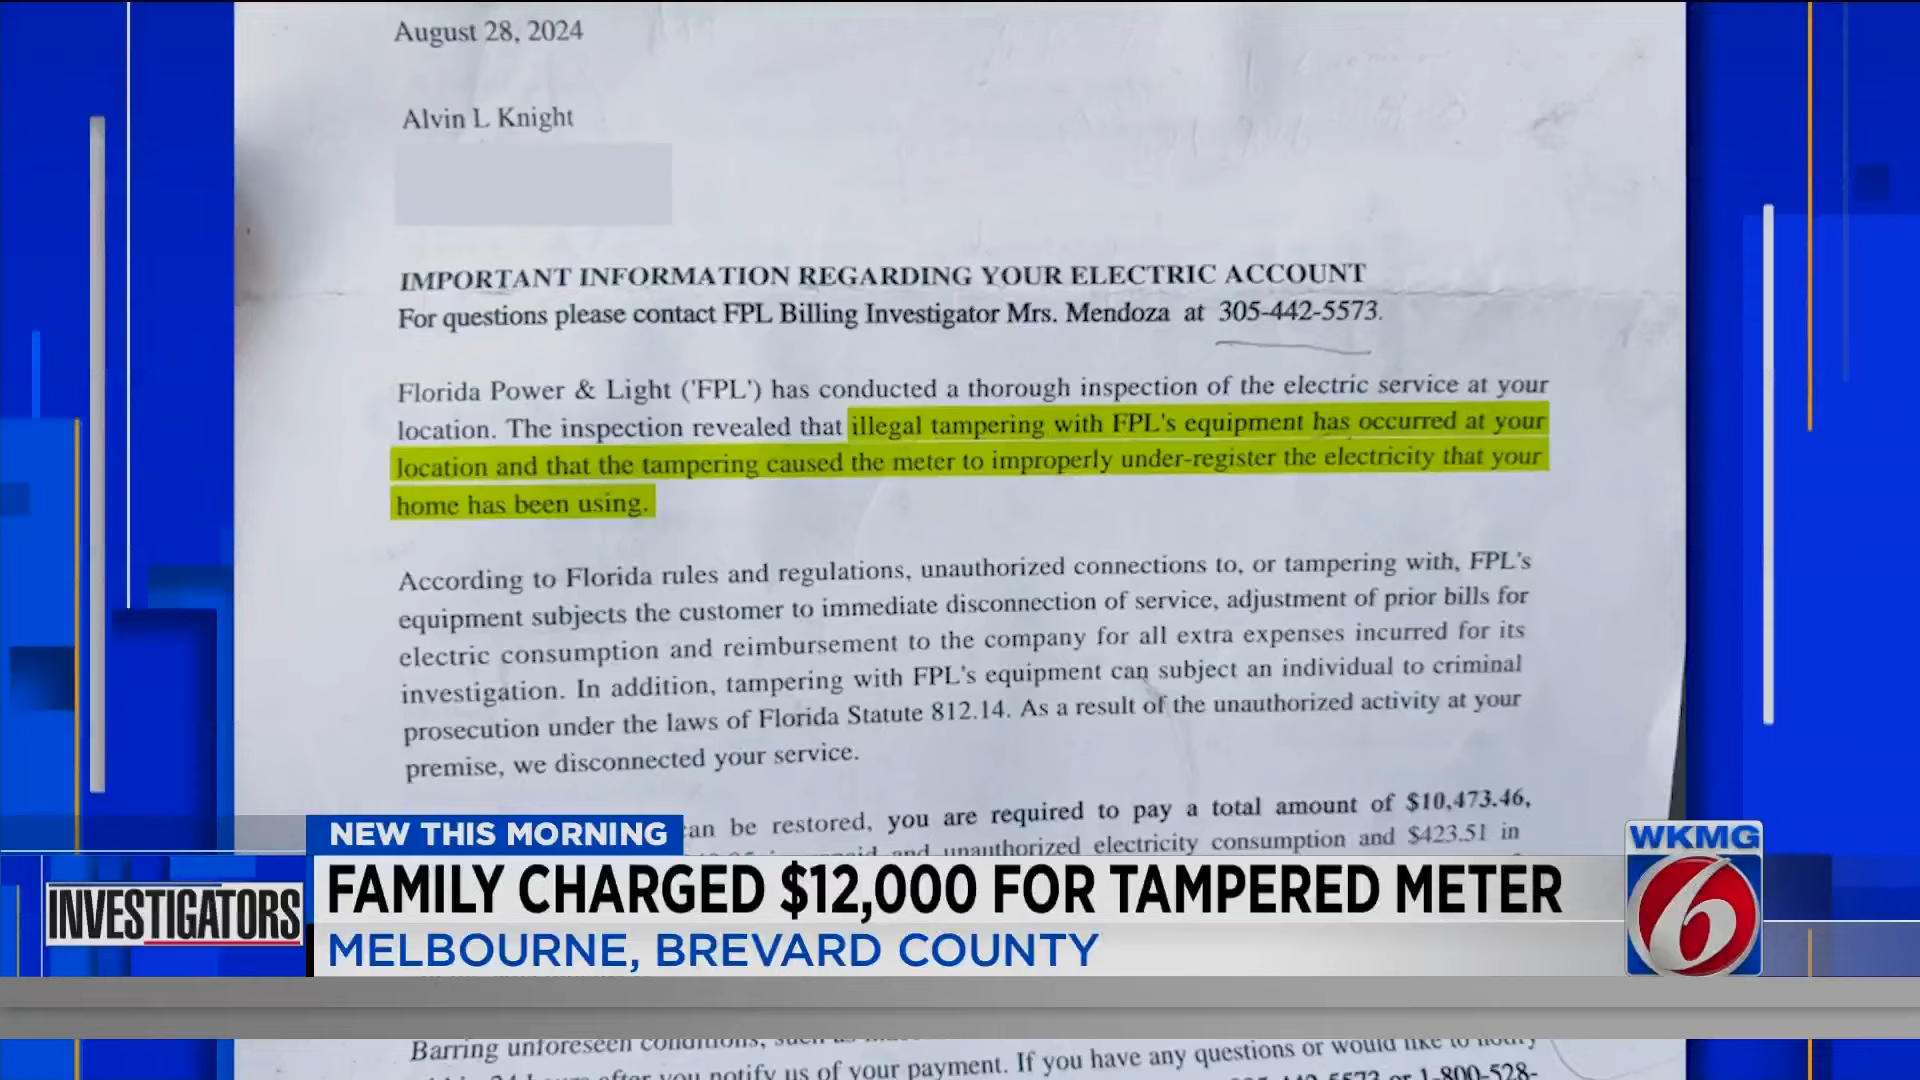 August 28, 2024
Alvin L Knight
IMPORTANT INFORMATION REGARDING YOUR ELECTRIC ACCOUNT
For questions please contact FPL Billing Investigator Mrs. Mendoza at 305-442-5573.
Florida Power & Light ('FPL') has conducted a thorough inspection of the electric service at your
location. The inspection revealed that illegal tampering with FPL's equipment has occurred at your
location and that the tampering caused the meter to improperly under-register the electricity that your
home has been using.
According to Florida rules and regulations, unauthorized connections to, or tampering with, FPL's
equipment subjects the customer to immediate disconnection of service, adjustment of prior bills for
electric consumption and reimbursement to the company for all extra expenses incurred for its
investigation. In addition, tampering with FPL's equipment can subject an individual to criminal
prosecution under the laws of Florida Statute 812.14. As a result of the unauthorized activity at your
premise, we disconnected your service.
can be restored, you are required to pay a total amount of $10,473.46,
and unauthorized electricity consumption and $423.51 in
NEW THIS MORNING
INVESTIGATORS
FAMILY CHARGED $12,000 FOR TAMPERED METER
MELBOURNE, BREVARD COUNTY
WKMG
6
Barring unforeseen conditions, such as
after you notify us of your payment. If you have any questions or would like to notify
or 1-800-528-